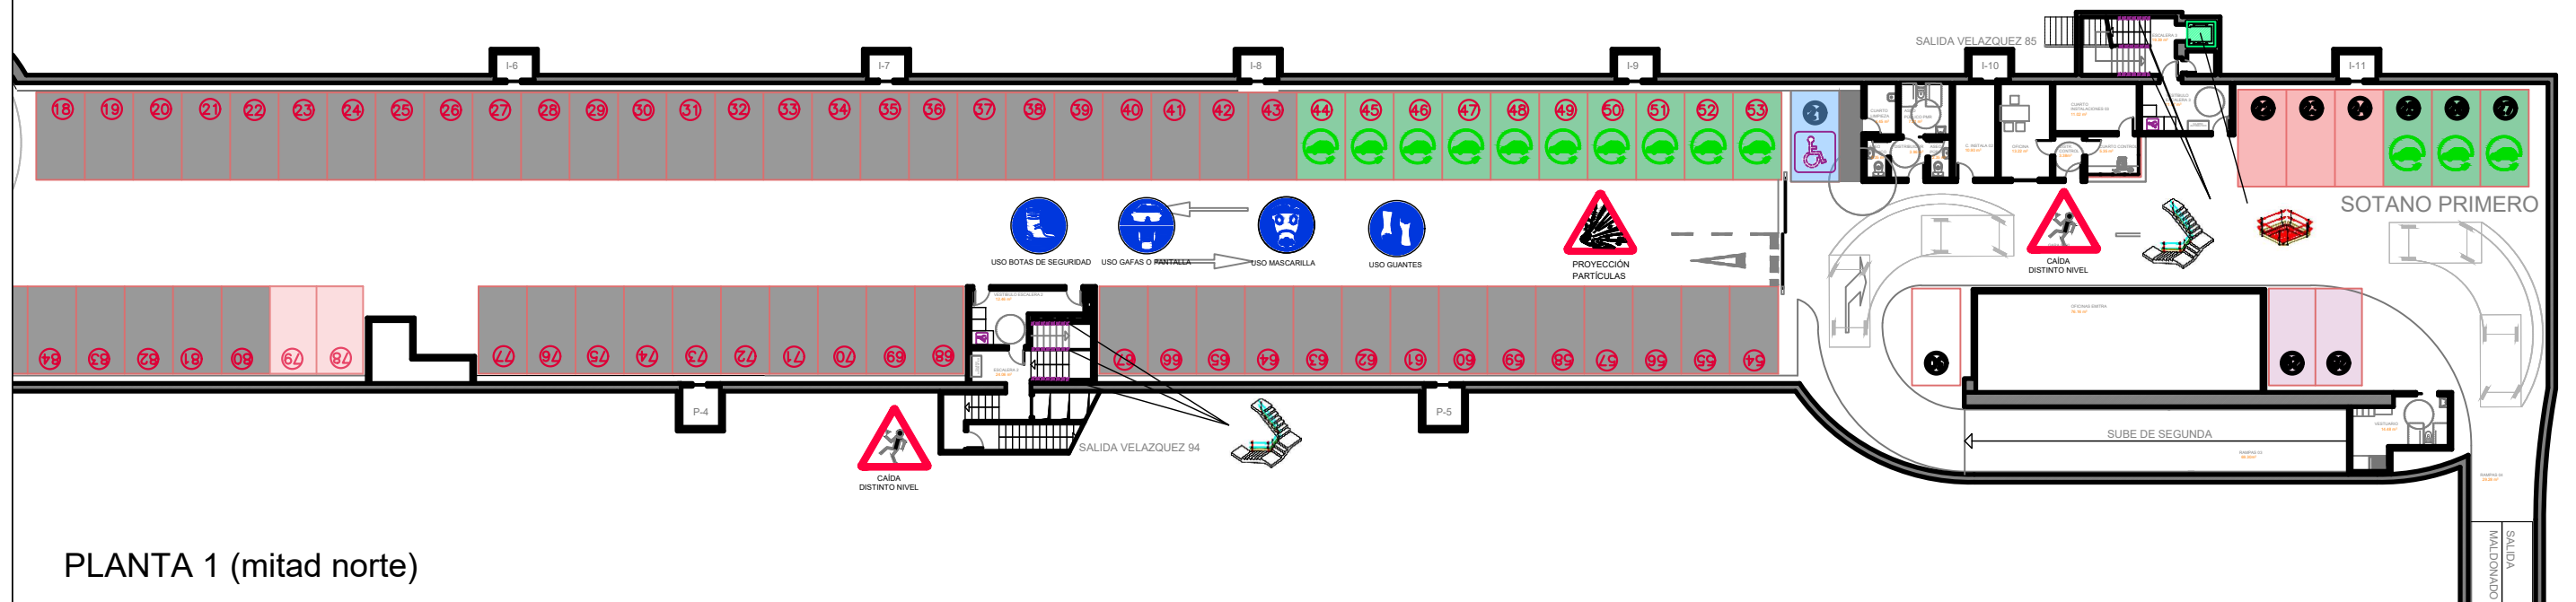 I-6
I-7
I-8
I-9
I-10
I-11
SALIDA VELAZQUEZ 85
18 19 20 21 22 23 24 25 26 27 28 29 30 31 32 33 34 35 36 37 38 39 40 41 42 43 44 45 46 47 48 49 50 51 52 53
SOTANO PRIMERO
USO BOTAS DE SEGURIDAD
USO GAFAS O PANTALLA
USO MASCARILLA
USO GUANTES
PROYECCIÓN
PARTÍCULAS
CAÍDA
DISTINTO NIVEL
84 83 82 81 80 79 78 77 76 75 74 73 72 71 70 69 68 67 66 65 64 63 62 61 60 59 58 57 56 55 54
P-4
P-5
CAÍDA
DISTINTO NIVEL
SALIDA VELAZQUEZ 94
SUBE DE SEGUNDA
SALIDA
MALDONADO
PLANTA 1 (mitad norte)